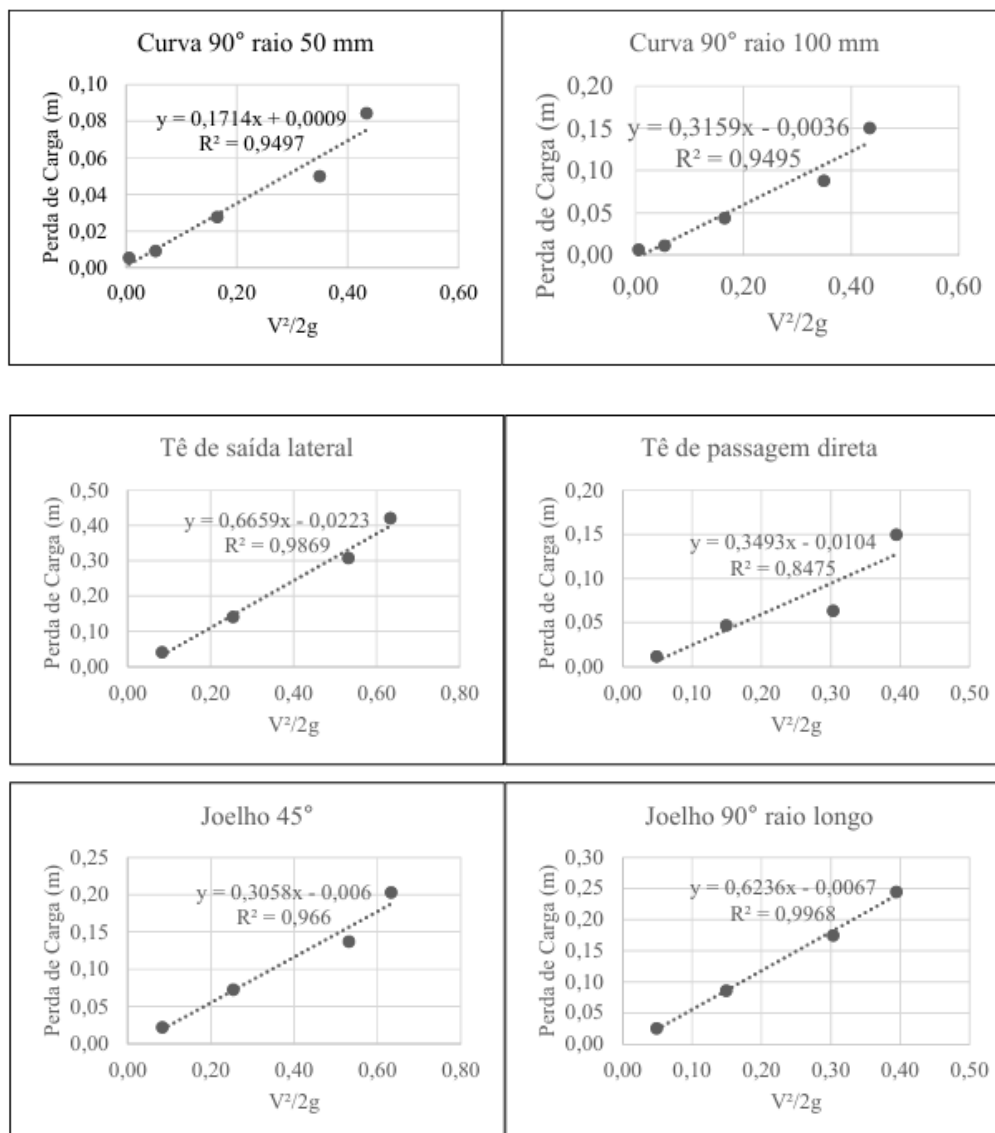 Curva 90° raio 50 mm
Perda de Carga (m)
0,10
0,08
0,06
0,04
0,02
0,00
y = 0,1714x + 0,0009
R² = 0,9497
0,00 0,20 0,40 0,60
V²/2g
Curva 90° raio 100 mm
Perda de Carga (m)
0,20
0,15
0,10
0,05
0,00
y = 0,3159x - 0,0036
R² = 0,9495
0,00 0,20 0,40 0,60
V²/2g
Tê de saída lateral
Perda de Carga (m)
0,50
0,40
0,30
0,20
0,10
0,00
y = 0,6659x - 0,0223
R² = 0,9869
0,00 0,20 0,40 0,60 0,80
V²/2g
Tê de passagem direta
Perda de Carga (m)
0,20
0,15
0,10
0,05
0,00
y = 0,3493x - 0,0104
R² = 0,8475
0,00 0,10 0,20 0,30 0,40 0,50
V²/2g
Joelho 45°
Perda de Carga (m)
0,25
0,20
0,15
0,10
0,05
0,00
y = 0,3058x - 0,006
R² = 0,966
0,00 0,20 0,40 0,60 0,80
V²/2g
Joelho 90° raio longo
Perda de Carga (m)
0,30
0,25
0,20
0,15
0,10
0,05
0,00
y = 0,6236x - 0,0067
R² = 0,9968
0,00 0,10 0,20 0,30 0,40 0,50
V²/2g